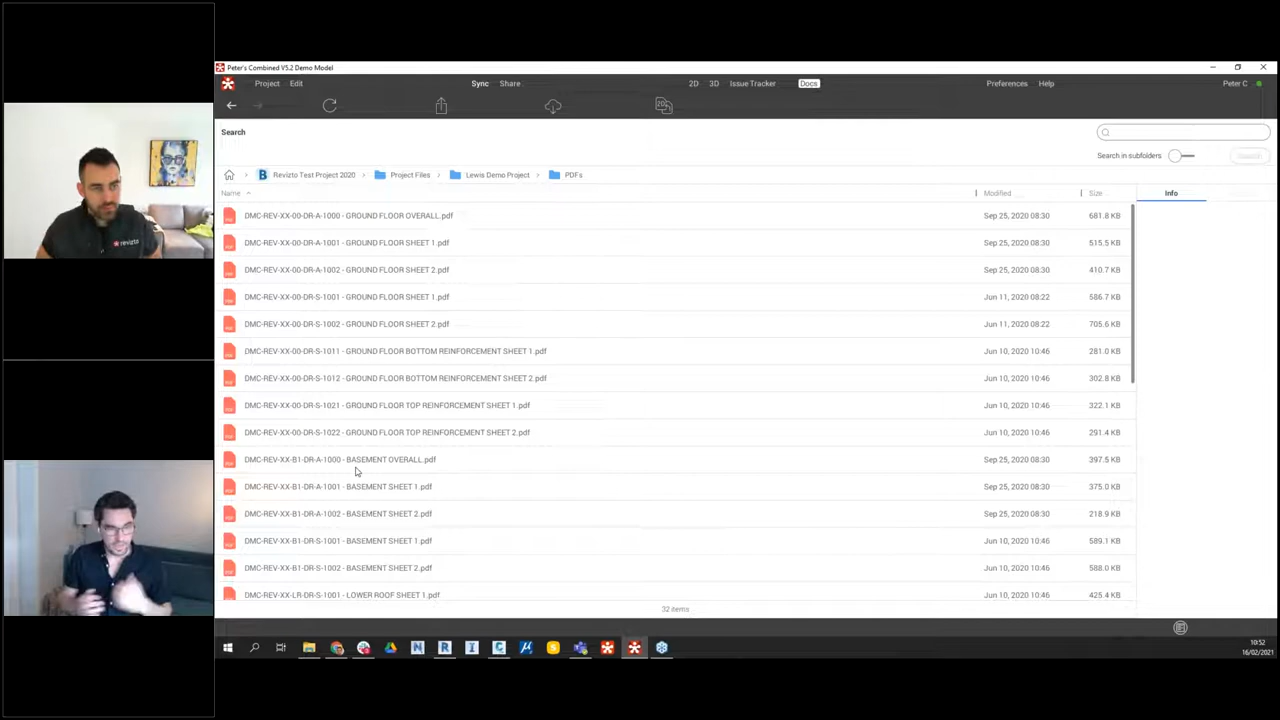 Peter's Combined V5.2 Demo Model
Project Edit Sync Share 2D 3D Issue Tracker Docs Preferences Help Peter C
2D
Search
Search in subfolders
Revizto Test Project 2020 > Project Files > Lewis Demo Project > PDFs
Name Modified Size Info
DMC-REV-XX-00-DR-A-1000 - GROUND FLOOR OVERALL.pdf Sep 25, 2020 08:30 681.8 KB
DMC-REV-XX-00-DR-A-1001 - GROUND FLOOR SHEET 1.pdf Sep 25, 2020 08:30 515.5 KB
DMC-REV-XX-00-DR-A-1002 - GROUND FLOOR SHEET 2.pdf Sep 25, 2020 08:30 410.7 KB
DMC-REV-XX-00-DR-S-1001 - GROUND FLOOR SHEET 1.pdf Jun 11, 2020 08:22 586.7 KB
DMC-REV-XX-00-DR-S-1002 - GROUND FLOOR SHEET 2.pdf Jun 11, 2020 08:22 705.6 KB
DMC-REV-XX-00-DR-S-1011 - GROUND FLOOR BOTTOM REINFORCEMENT SHEET 1.pdf Jun 10, 2020 10:46 281.0 KB
DMC-REV-XX-00-DR-S-1012 - GROUND FLOOR BOTTOM REINFORCEMENT SHEET 2.pdf Jun 10, 2020 10:46 302.8 KB
DMC-REV-XX-00-DR-S-1021 - GROUND FLOOR TOP REINFORCEMENT SHEET 1.pdf Jun 10, 2020 10:46 322.1 KB
DMC-REV-XX-00-DR-S-1022 - GROUND FLOOR TOP REINFORCEMENT SHEET 2.pdf Jun 10, 2020 10:46 291.4 KB
DMC-REV-XX-B1-DR-A-1000 - BASEMENT OVERALL.pdf Sep 25, 2020 08:30 397.5 KB
DMC-REV-XX-B1-DR-A-1001 - BASEMENT SHEET 1.pdf Sep 25, 2020 08:30 375.0 KB
DMC-REV-XX-B1-DR-A-1002 - BASEMENT SHEET 2.pdf Sep 25, 2020 08:30 218.9 KB
DMC-REV-XX-B1-DR-S-1001 - BASEMENT SHEET 1.pdf Jun 10, 2020 10:46 589.1 KB
DMC-REV-XX-B1-DR-S-1002 - BASEMENT SHEET 2.pdf Jun 10, 2020 10:46 588.0 KB
DMC-REV-XX-LR-DR-S-1001 - LOWER ROOF SHEET 1.pdf Jun 10, 2020 10:46 425.4 KB
32 items
10:52
16/02/2021
revizto